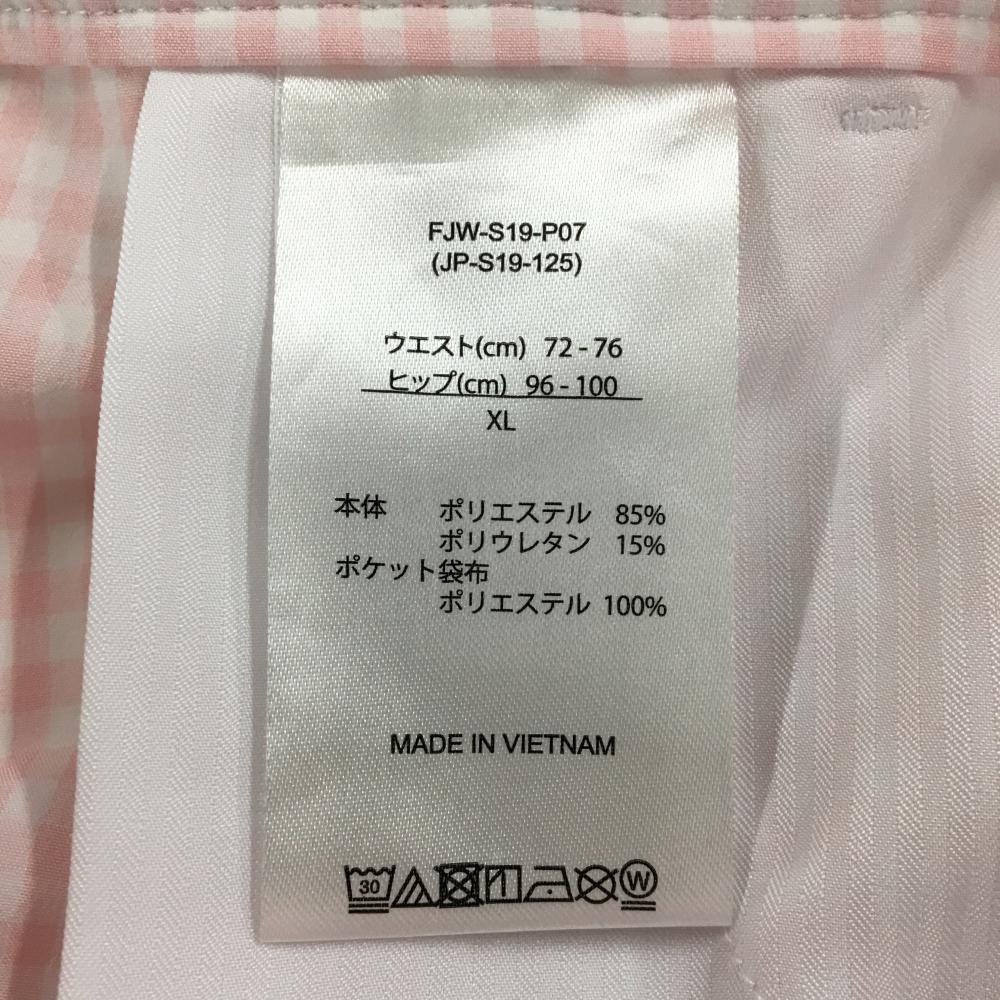 FJW-S19-P07
(JP-S19-125)
ウエスト(cm) 72 - 76
ヒップ(cm) 96 - 100
XL
本体 ポリエステル 85%
ポリウレタン 15%
ポケット袋布
ポリエステル 100%
MADE IN VIETNAM
30 W